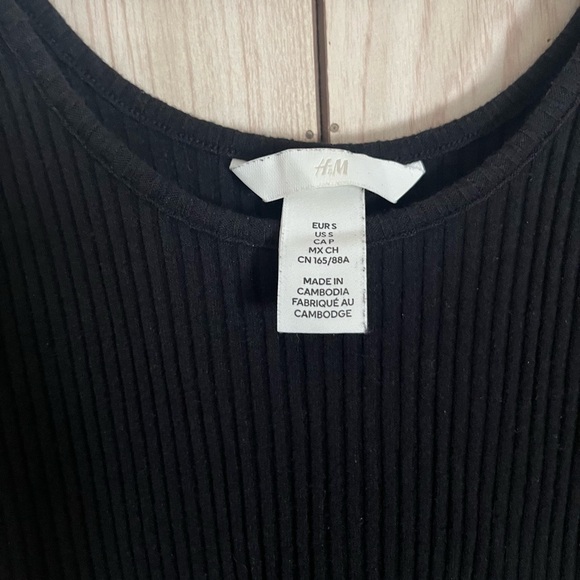 H&M
EUR S
US S
CA P
MX CH
CN 165/88A
MADE IN
CAMBODIA
FABRIQUÉ AU
CAMBODGE